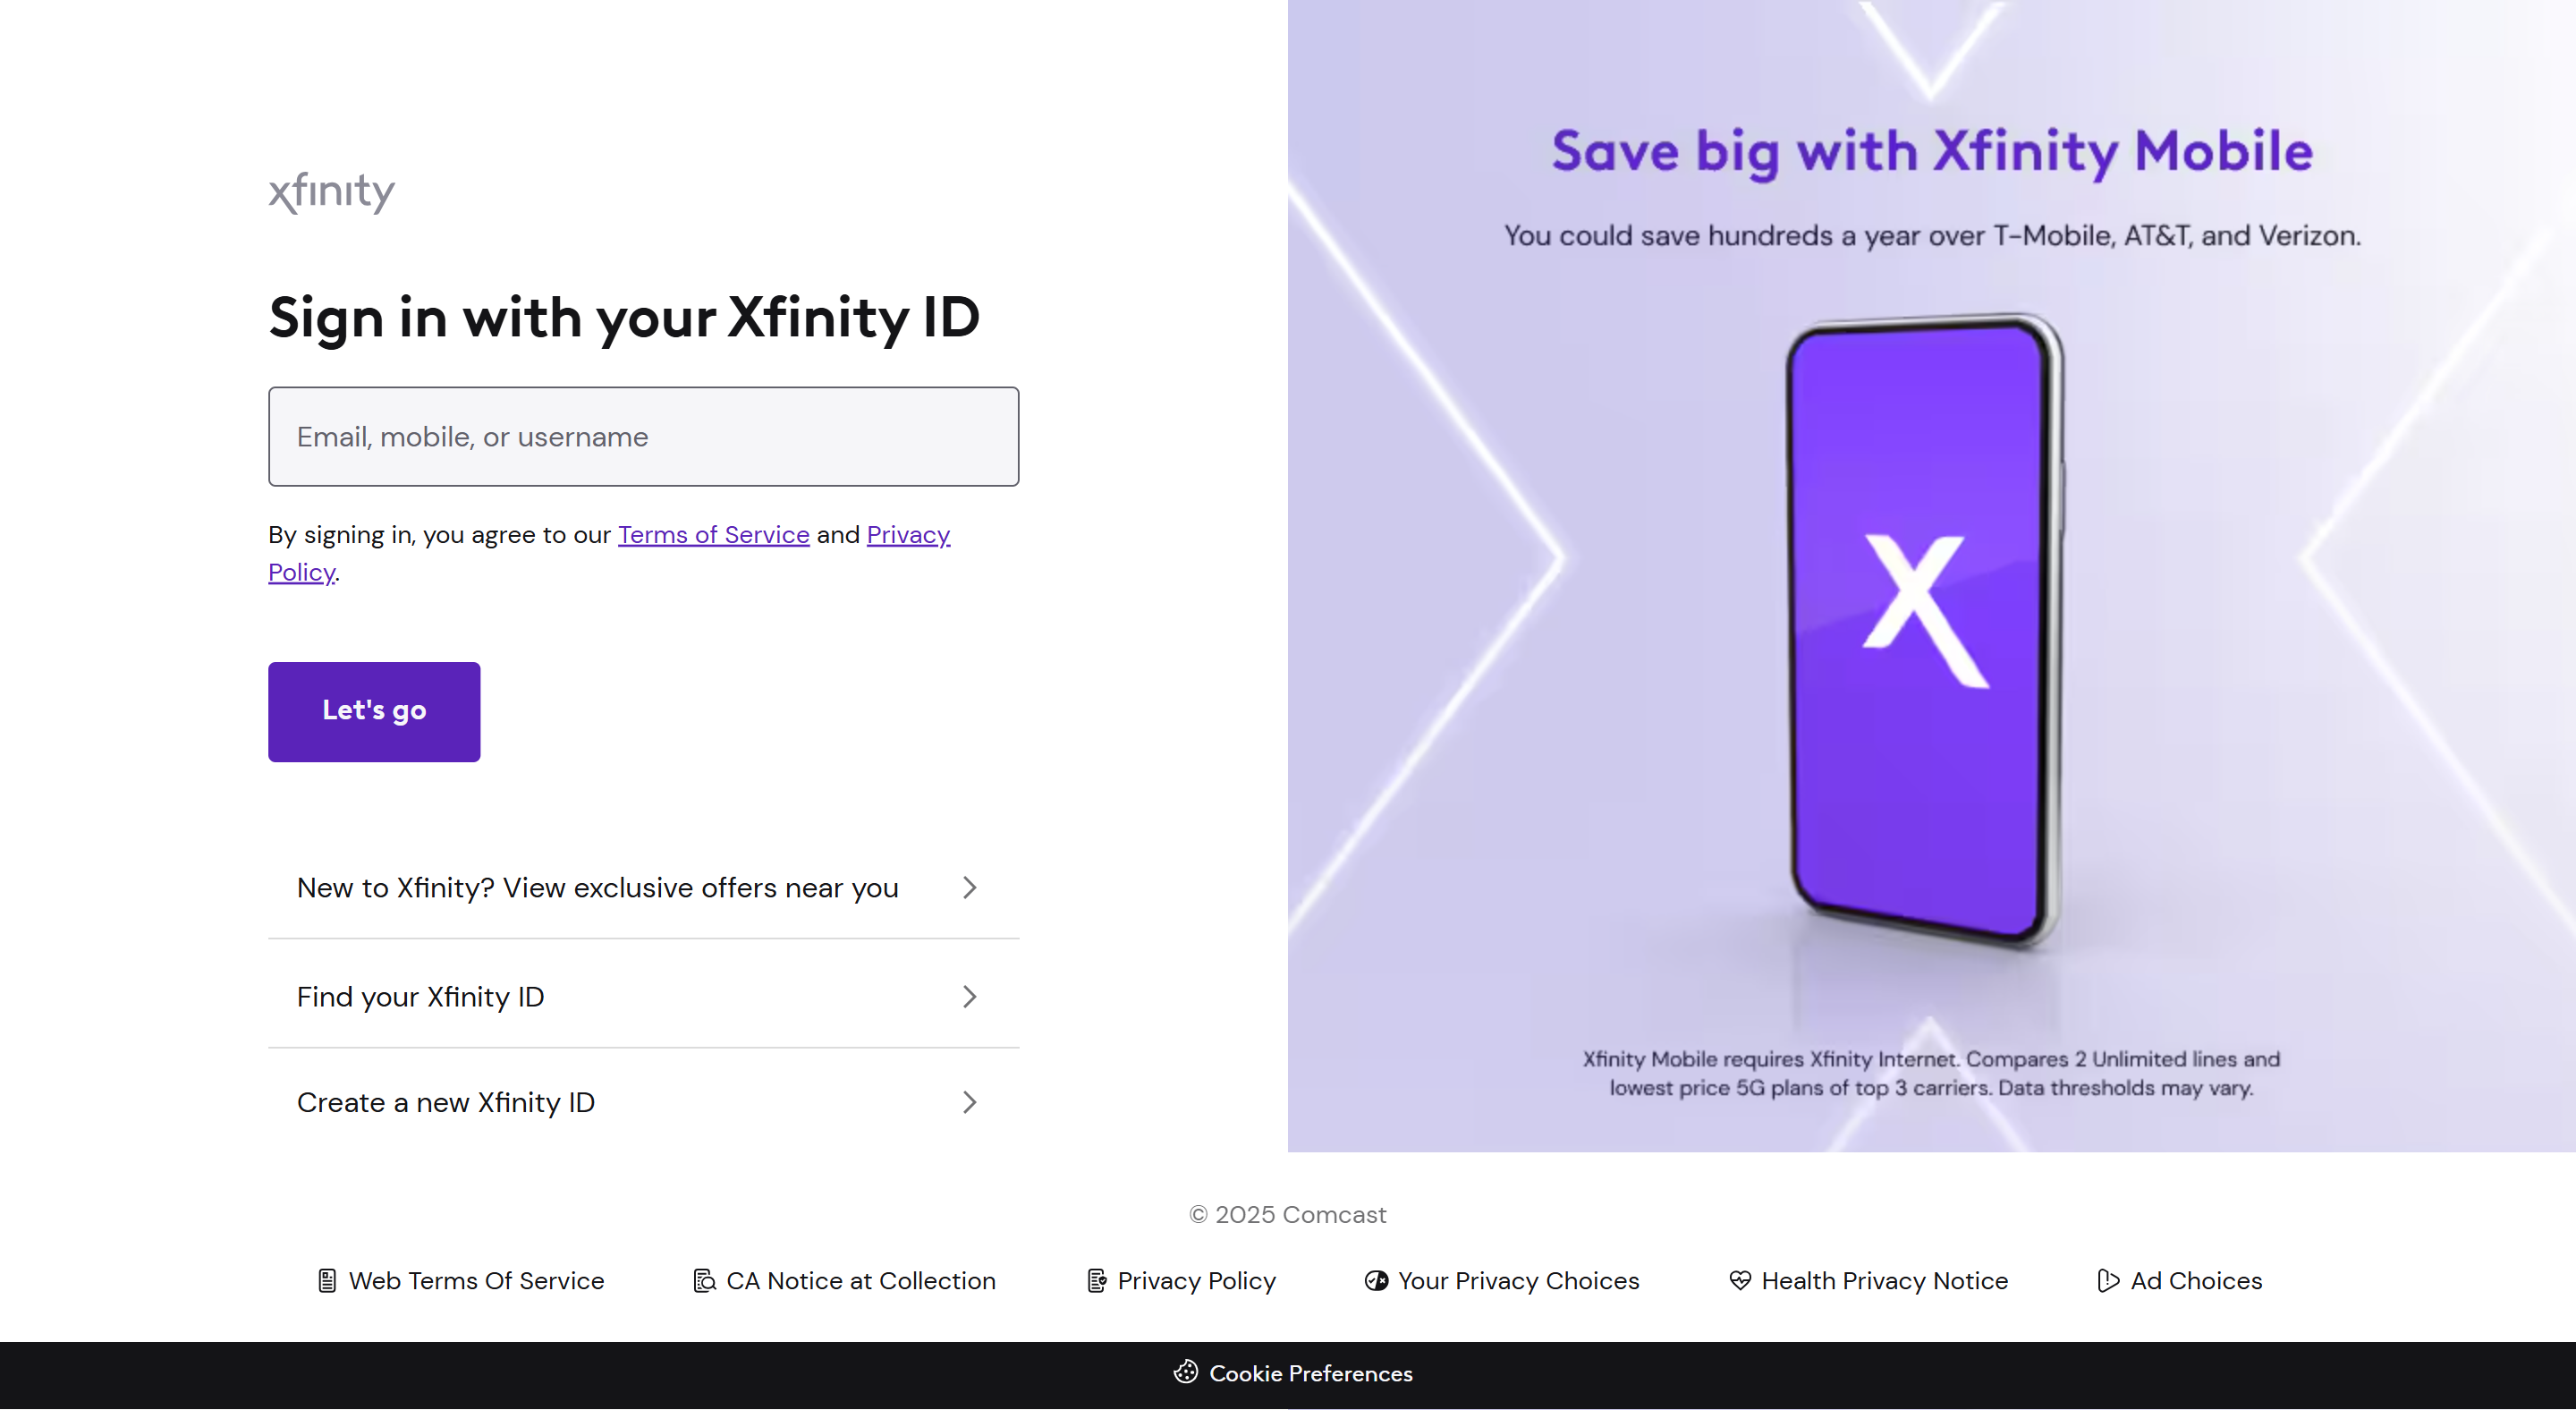 xfinity
Sign in with your Xfinity ID
Email, mobile, or username
By signing in, you agree to our Terms of Service and Privacy
Policy.
Let's go
New to Xfinity? View exclusive offers near you
Find your Xfinity ID
Create a new Xfinity ID
Save big with Xfinity Mobile
You could save hundreds a year over T-Mobile, AT&T, and Verizon.
X
Xfinity Mobile requires Xfinity Internet. Compares 2 Unlimited lines and
lowest price 5G plans of top 3 carriers. Data thresholds may vary.
© 2025 Comcast
Web Terms Of Service
CA Notice at Collection
Privacy Policy
Your Privacy Choices
Health Privacy Notice
Ad Choices
Cookie Preferences